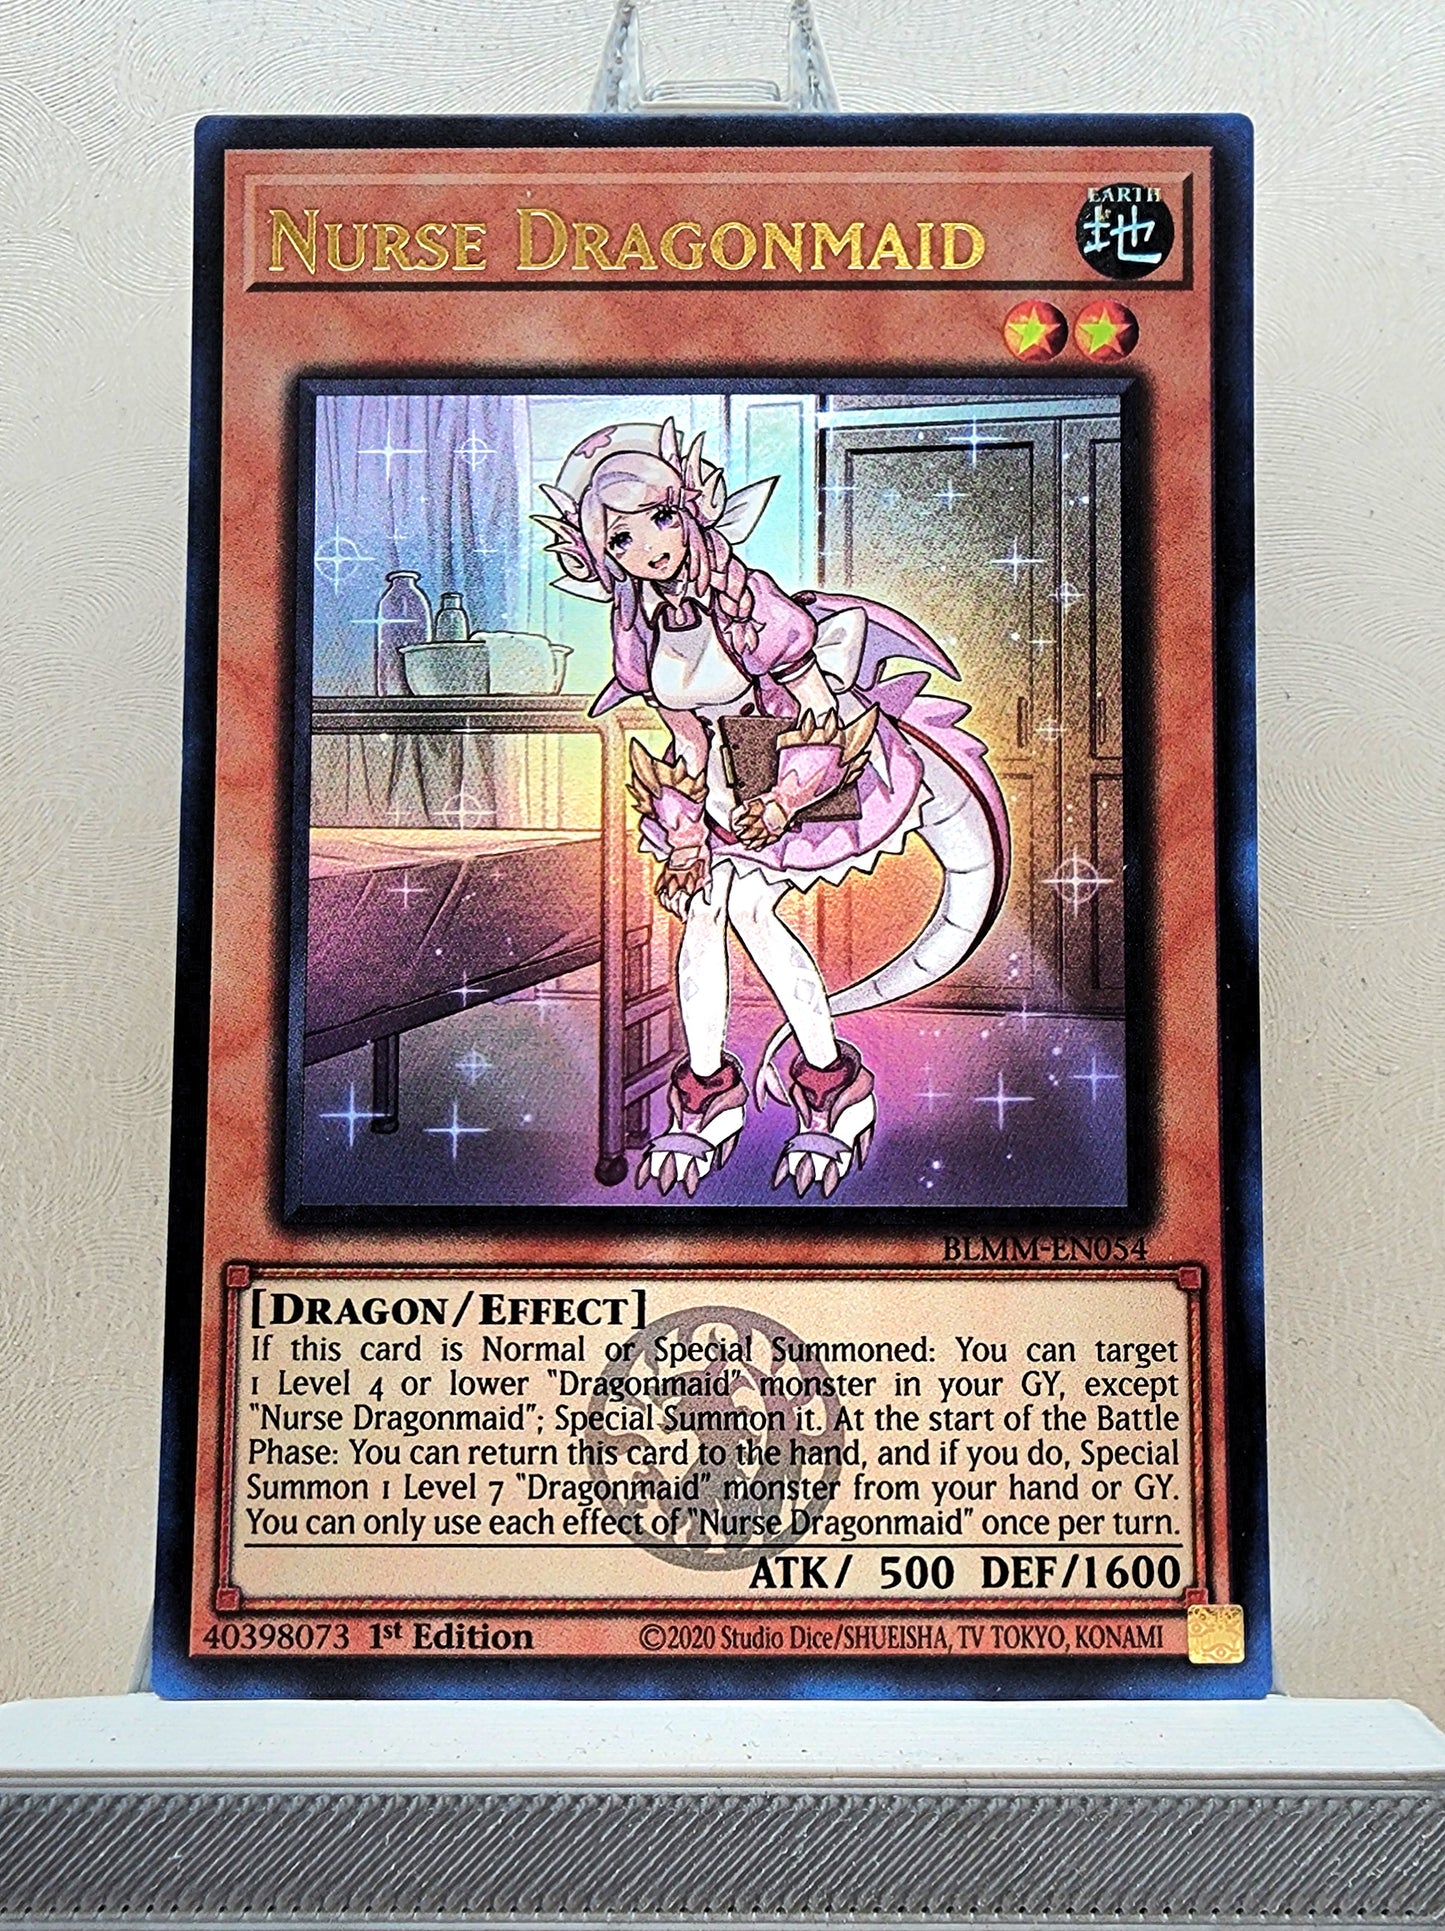 NURSE DRAGONMAID
EARTH
地
BLMM-EN054
[DRAGON/EFFECT]
If this card is Normal or Special Summoned: You can target
1 Level 4 or lower "Dragonmaid" monster in your GY, except
"Nurse Dragonmaid"; Special Summon it. At the start of the Battle
Phase: You can return this card to the hand, and if you do, Special
Summon 1 Level 7 "Dragonmaid" monster from your hand or GY.
You can only use each effect of "Nurse Dragonmaid" once per turn.
ATK/ 500 DEF/1600
40398073 1st Edition ©2020 Studio Dice/SHUEISHA, TV TOKYO, KONAMI